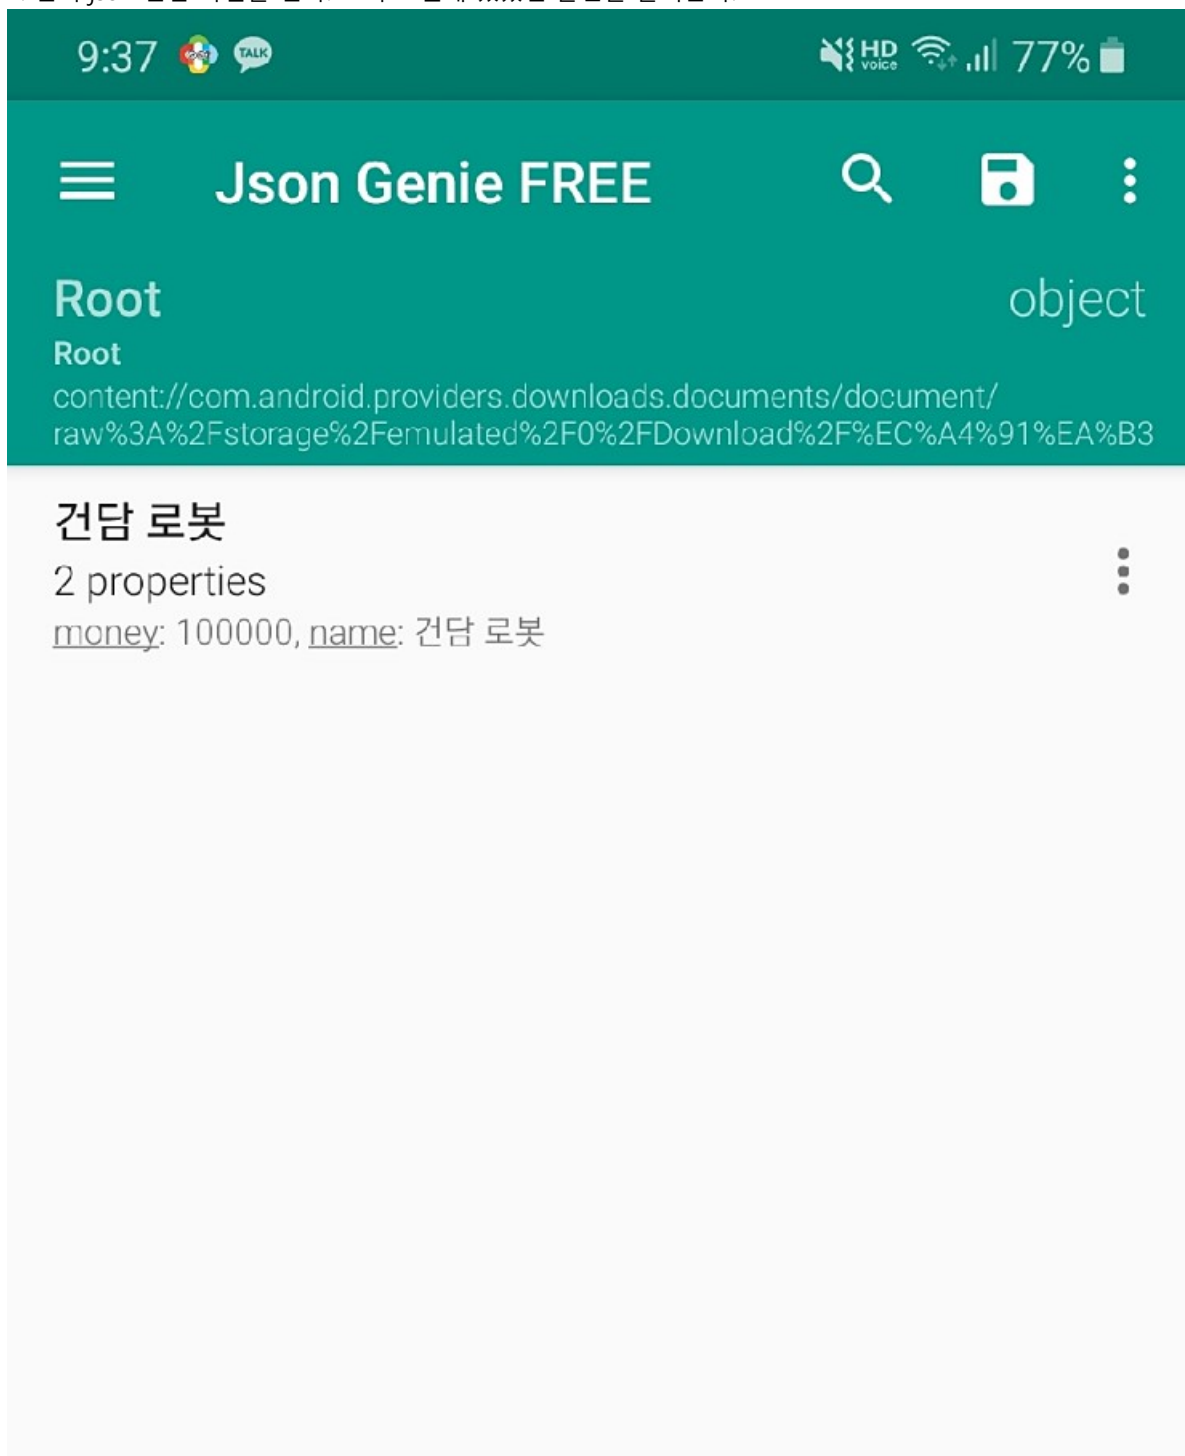 9:37 TALK HD voice 77%
Json Genie FREE
Root object
Root
content://com.android.providers.downloads.documents/document/
raw%3A%2Fstorage%2Femulated%2F0%2FDownload%2F%EC%A4%91%EA%B3
건담 로봇
2 properties
money: 100000, name: 건담 로봇